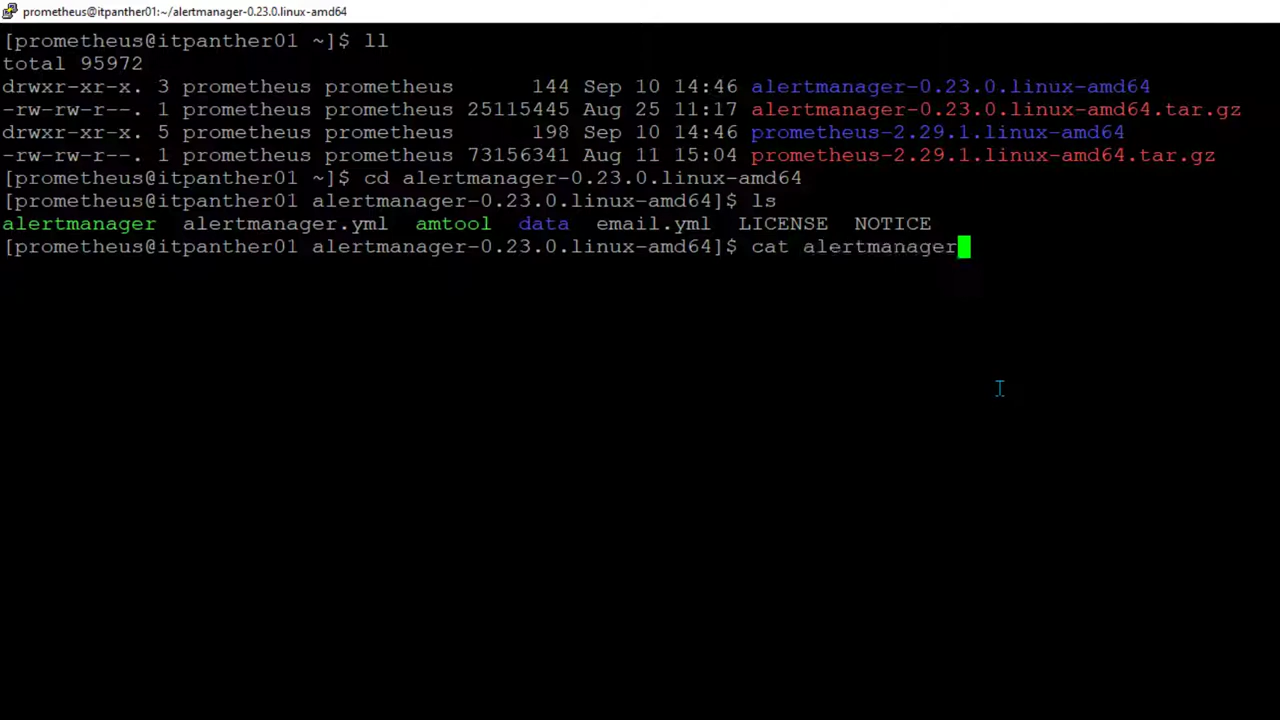 prometheus@itpanther01:~/alertmanager-0.23.0.linux-amd64
[prometheus@itpanther01 ~]$ ll
total 95972
drwxr-xr-x. 3 prometheus prometheus      144 Sep 10 14:46 alertmanager-0.23.0.linux-amd64
-rw-rw-r--. 1 prometheus prometheus 25115445 Aug 25 11:17 alertmanager-0.23.0.linux-amd64.tar.gz
drwxr-xr-x. 5 prometheus prometheus      198 Sep 10 14:46 prometheus-2.29.1.linux-amd64
-rw-rw-r--. 1 prometheus prometheus 73156341 Aug 11 15:04 prometheus-2.29.1.linux-amd64.tar.gz
[prometheus@itpanther01 ~]$ cd alertmanager-0.23.0.linux-amd64
[prometheus@itpanther01 alertmanager-0.23.0.linux-amd64]$ ls
alertmanager  alertmanager.yml  amtool  data  email.yml  LICENSE  NOTICE
[prometheus@itpanther01 alertmanager-0.23.0.linux-amd64]$ cat alertmanager